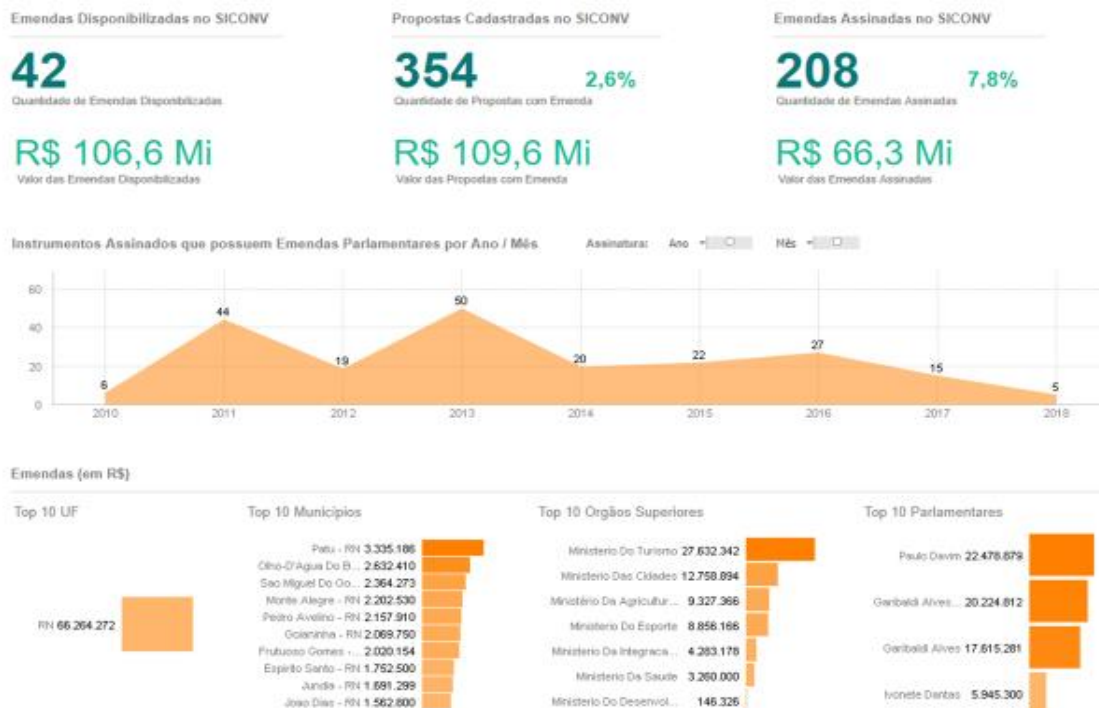 Emendas Disponibilizadas no SICONV
Propostas Cadastradas no SICONV
Emendas Assinadas no SICONV
42
354 2,6%
208 7,8%
Quantidade de Emendas Disponibilizadas
Quantidade de Propostas com Emenda
Quantidade de Emendas Assinadas
R$ 106,6 Mi
R$ 109,6 Mi
R$ 66,3 Mi
Valor das Emendas Disponibilizadas
Valor das Propostas com Emenda
Valor das Emendas Assinadas
Instrumentos Assinados que possuem Emendas Parlamentares por Ano / Mês
Assinatura: Ano Mês
60
40
20
0
6
44
19
50
20
22
27
15
5
2010 2011 2012 2013 2014 2015 2016 2017 2018
Emendas (em R$)
Top 10 UF
RN 66.264.272
Top 10 Municípios
Patu - RN 3.335.186
Olho-D'Agua Do B... 2.632.410
Sao Miguel Do Go... 2.364.273
Monte Alegre - RN 2.202.530
Pedro Avelino - RN 2.157.910
Goianinha - RN 2.069.750
Frutuoso Gomes -... 2.020.154
Espirito Santo - RN 1.752.500
Jundia - RN 1.691.299
Joao Dias - RN 1.562.800
Top 10 Orgãos Superiores
Ministerio Do Turismo 27.632.342
Ministerio Das Cidades 12.758.894
Ministério Da Agricultur... 9.327.366
Ministerio Do Esporte 8.856.166
Ministerio Da Integraca... 4.283.178
Ministerio Da Saude 3.260.000
Ministerio Do Desenvol... 146.326
Top 10 Parlamentares
Paulo Davim 22.478.879
Garibaldi Alves... 20.224.812
Garibaldi Alves 17.615.281
Ivonete Dantas 5.945.300